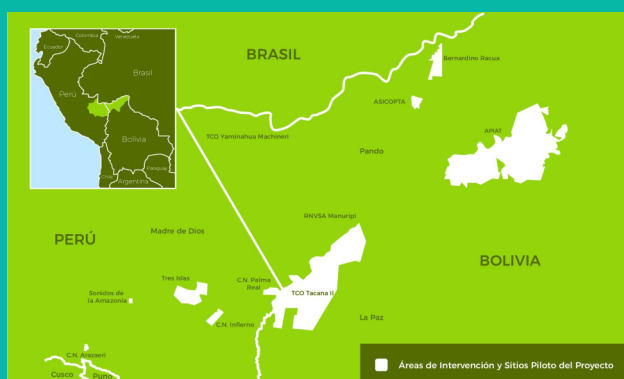 Colombia
Venezuela
Ecuador
Brasil
Perú
Bolivia
Paraguay
Chile
Argentina
BRASIL
Bernardino Racua
ASICOPTA
TCO Yaminahua Machineri
APIAT
Pando
RNVSA Manuripi
Madre de Dios
PERÚ
BOLIVIA
Tres Islas
C.N. Palma
Real
TCO Tacana II
Sonidos de
la Amazonía
C.N. Infierno
La Paz
C.N. Arazaeri
Cusco
Puno
Áreas de Intervención y Sitios Piloto del Proyecto